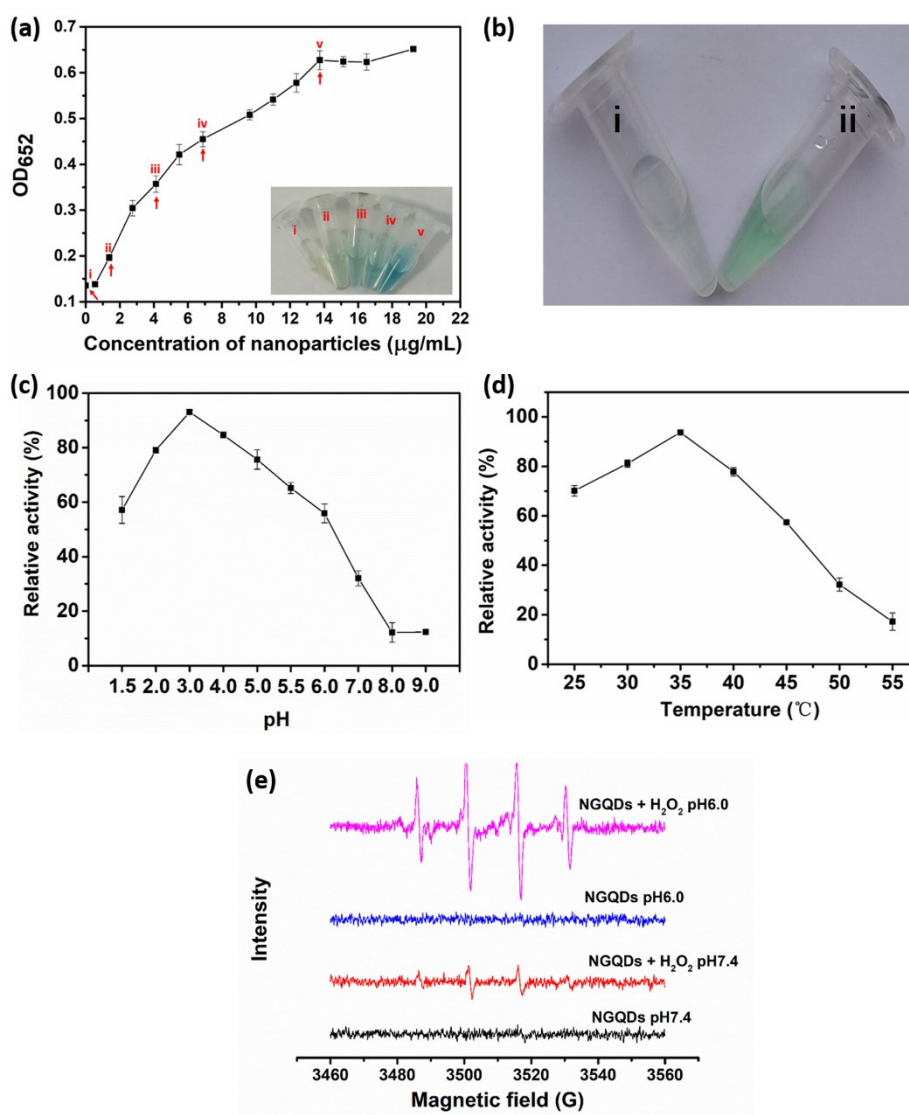 (a)
0.7
0.6
0.5
0.4
0.3
0.2
0.1
OD652
i
ii
iii
iv
v
i
ii
iii
iv
v
0 2 4 6 8 10 12 14 16 18 20 22
Concentration of nanoparticles (μg/mL)
(b)
i
ii
(c)
100
80
60
40
20
0
Relative activity (%)
1.5 2.0 3.0 4.0 5.0 5.5 6.0 7.0 8.0 9.0
pH
(d)
100
80
60
40
20
0
Relative activity (%)
25 30 35 40 45 50 55
Temperature (℃)
(e)
Intensity
NGQDs + H2O2 pH6.0
NGQDs pH6.0
NGQDs + H2O2 pH7.4
NGQDs pH7.4
3460 3480 3500 3520 3540 3560
Magnetic field (G)